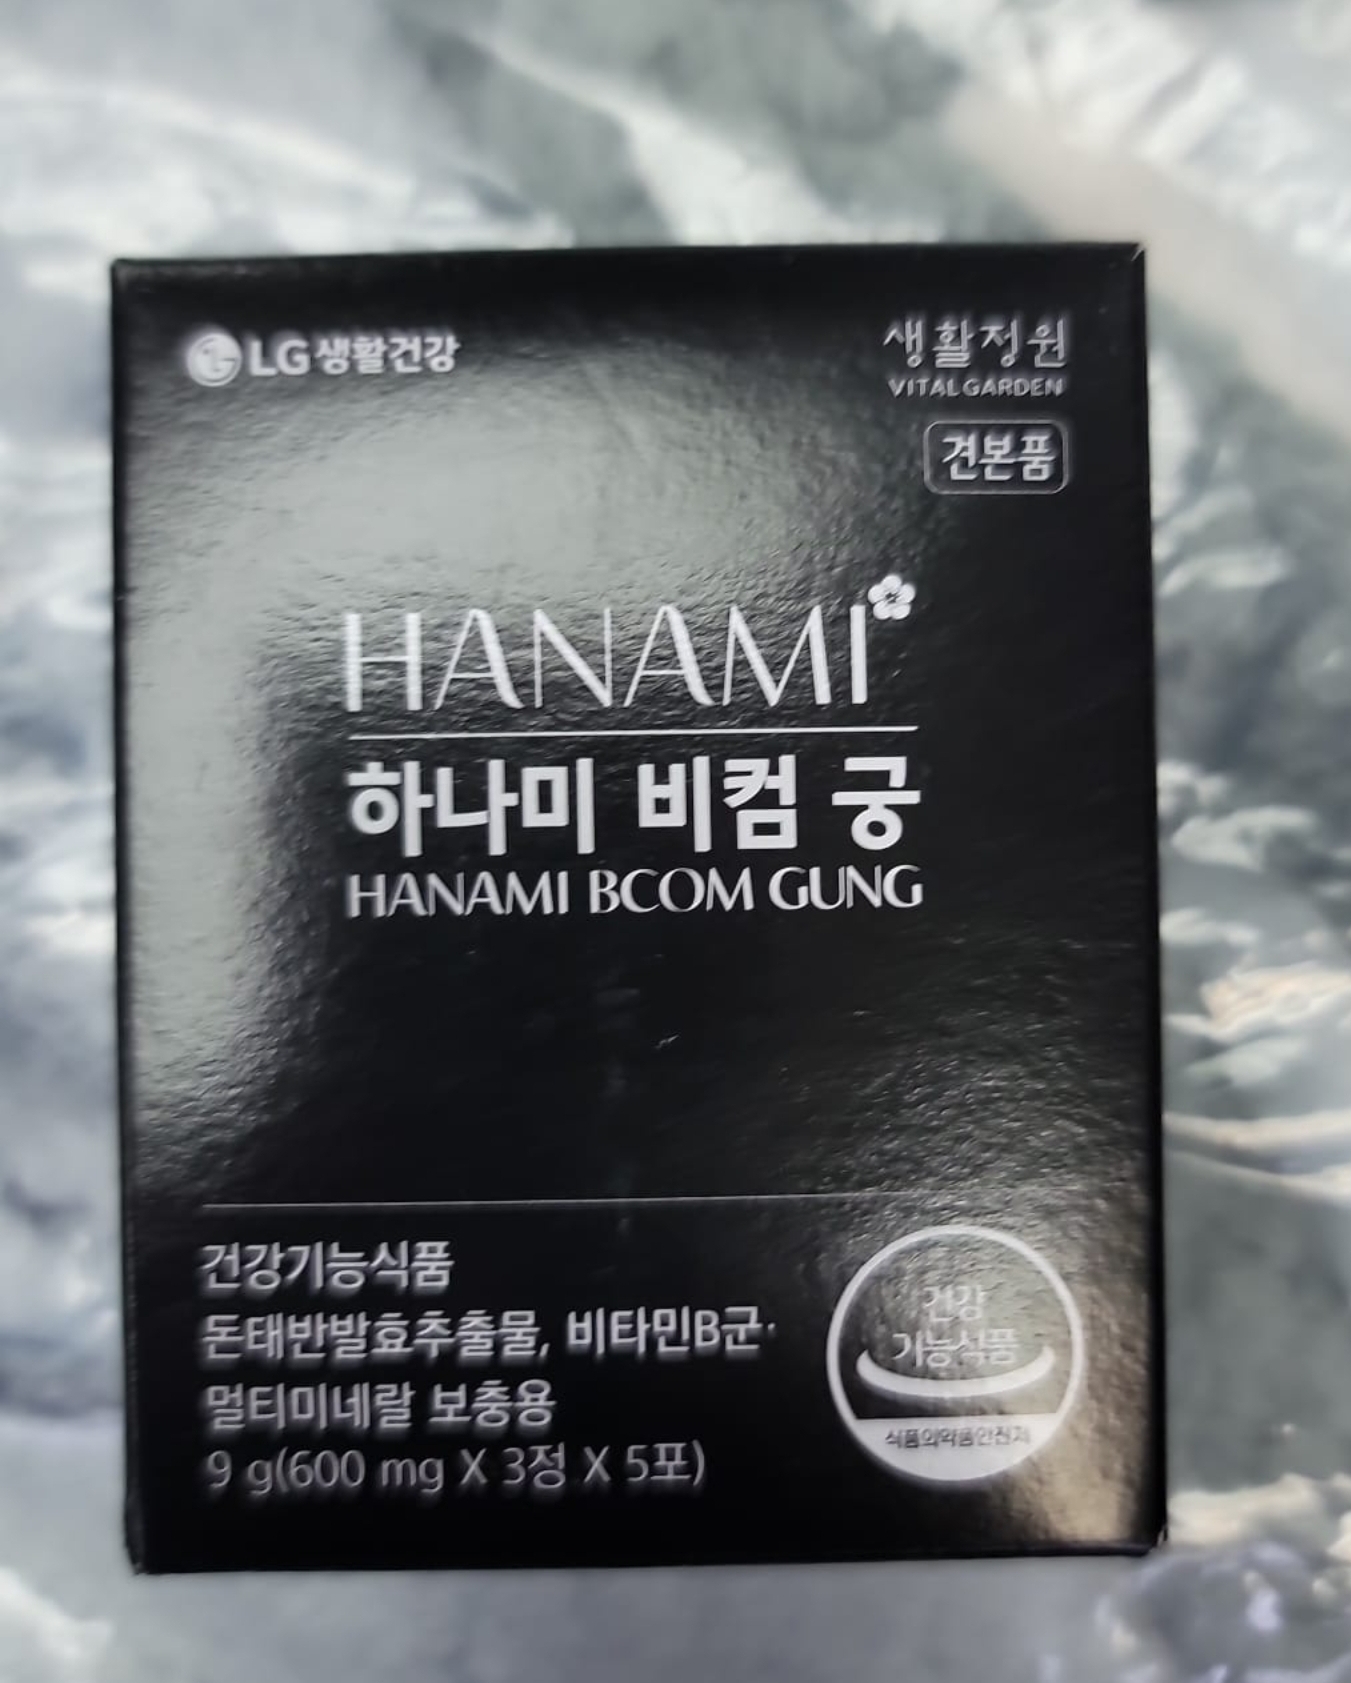 LG생활건강
생활정원
VITALGARDEN
견본품
HANAMI
하나미 비컴 궁
HANAMI BCOM GUNG
건강기능식품
돈태반발효추출물, 비타민B군·
멀티미네랄 보충용
9 g(600 mg X 3정 X 5포)
건강
기능식품
식품의약품안전처